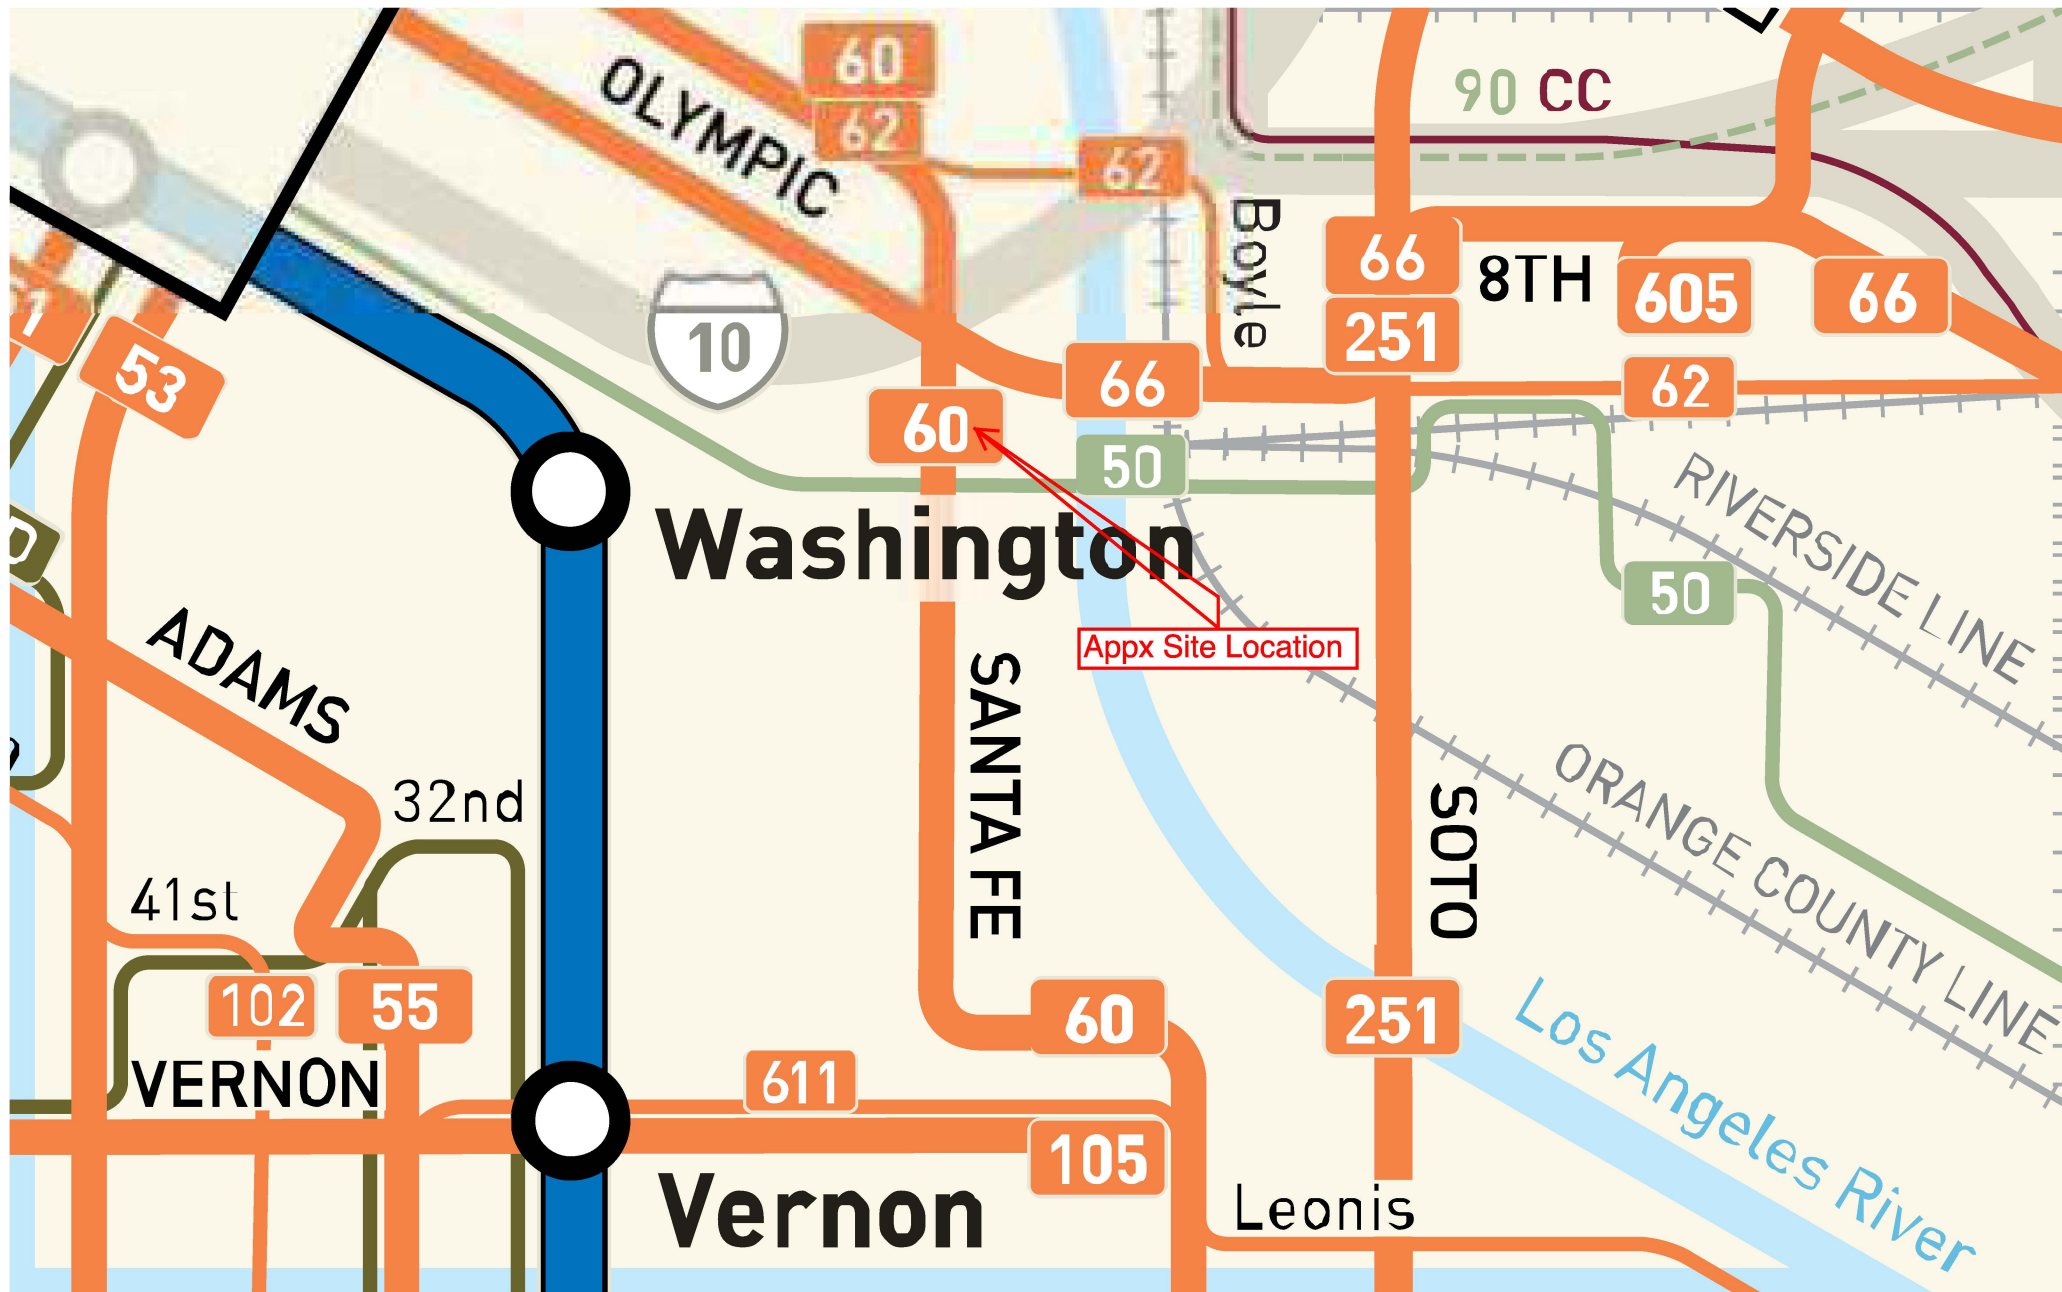 60
OLYMPIC
62
90 CC
62
Boyle
66
8TH
605
66
10
251
53
66
62
60
50
Washington
RIVERSIDE LINE
50
Appx Site Location
ADAMS
SANTA FE
32nd
ORANGE COUNTY LINE
SOTO
41st
102
55
60
251
Los Angeles River
VERNON
611
105
Vernon
Leonis